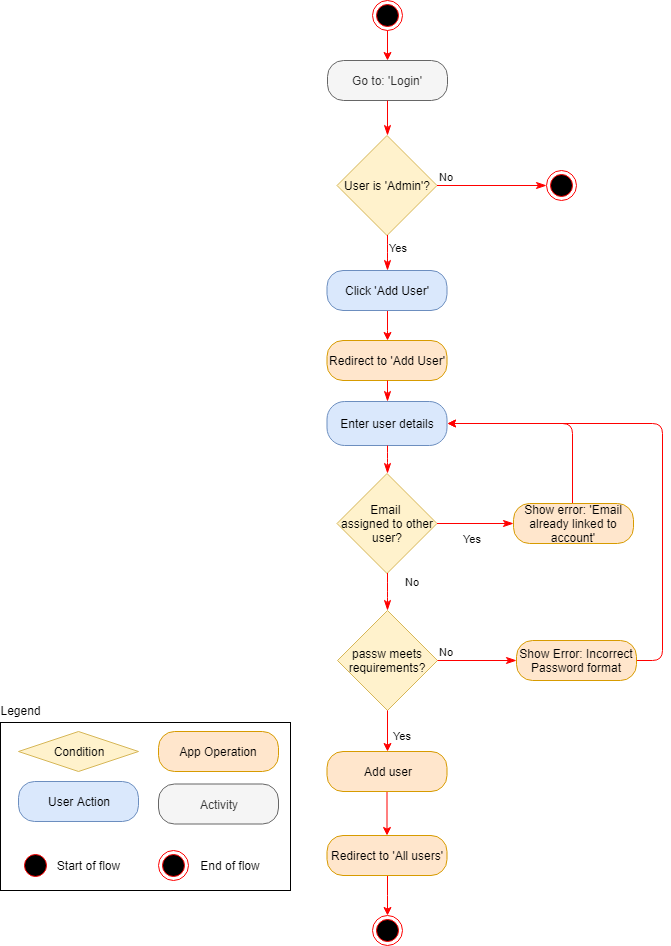 Go to: 'Login'
User is 'Admin'?
No
Yes
Click 'Add User'
Redirect to 'Add User'
Enter user details
Email
assigned to other
user?
Yes
Show error: 'Email
already linked to
account'
No
passw meets
requirements?
No
Show Error: Incorrect
Password format
Yes
Add user
Redirect to 'All users'
Legend
Condition
App Operation
User Action
Activity
Start of flow
End of flow